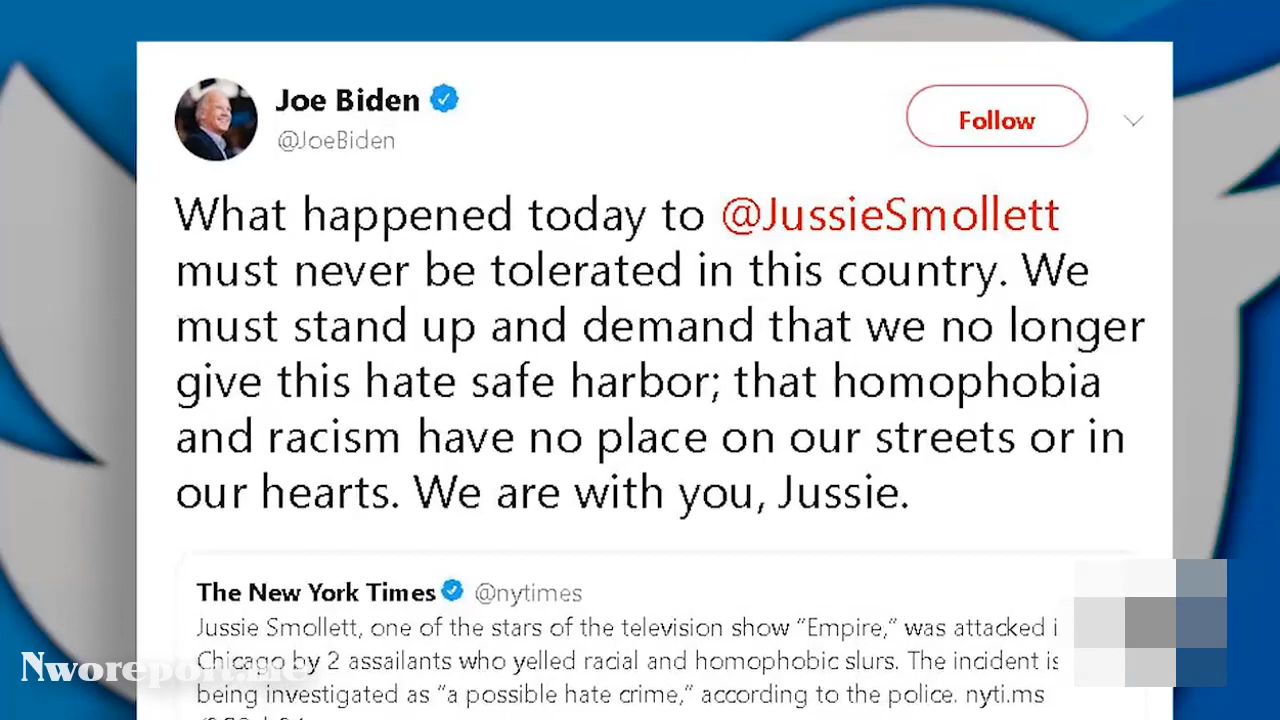 Joe Biden
@JoeBiden
Follow
What happened today to @JussieSmollett
must never be tolerated in this country. We
must stand up and demand that we no longer
give this hate safe harbor; that homophobia
and racism have no place on our streets or in
our hearts. We are with you, Jussie.
The New York Times @nytimes
Jussie Smollett, one of the stars of the television show “Empire,” was attacked i
Chicago by 2 assailants who yelled racial and homophobic slurs. The incident is
being investigated as “a possible hate crime,” according to the police. nyti.ms
Nworeport.me